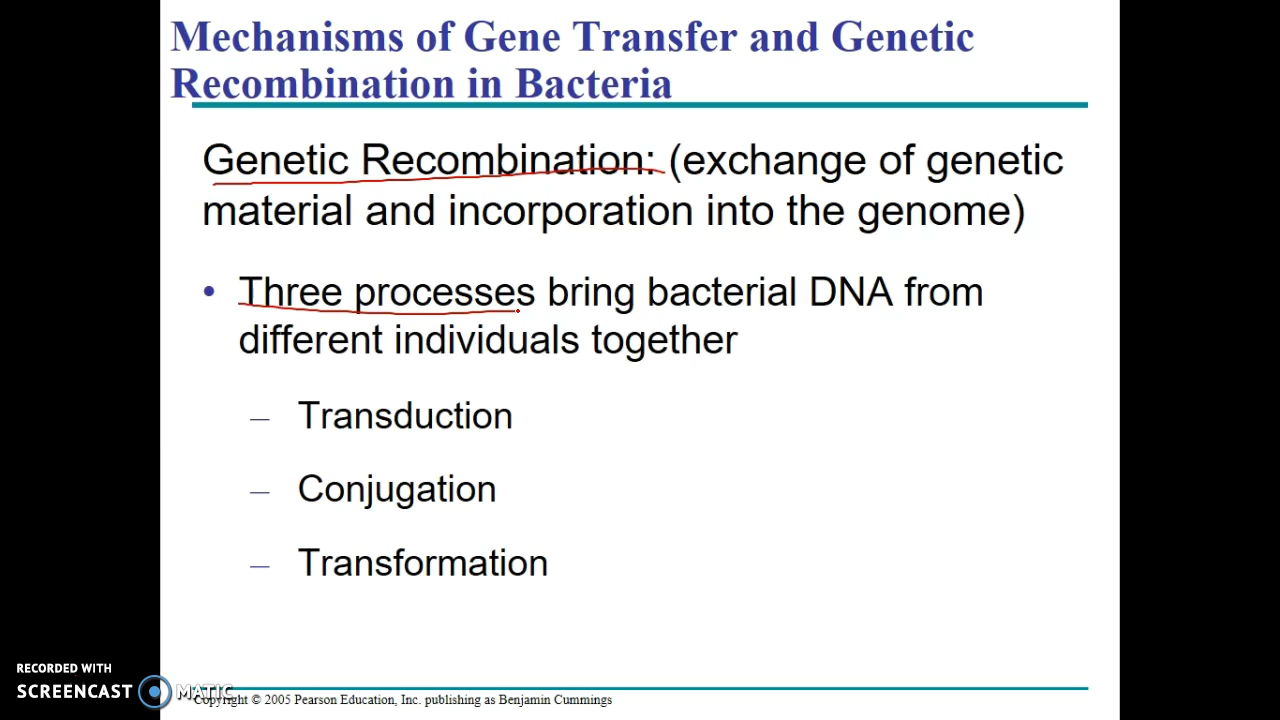 Mechanisms of Gene Transfer and Genetic
Recombination in Bacteria
Genetic Recombination: (exchange of genetic
material and incorporation into the genome)
• Three processes bring bacterial DNA from
different individuals together
– Transduction
– Conjugation
– Transformation
RECORDED WITH
SCREENCAST MATIC
Copyright © 2005 Pearson Education, Inc. publishing as Benjamin Cummings